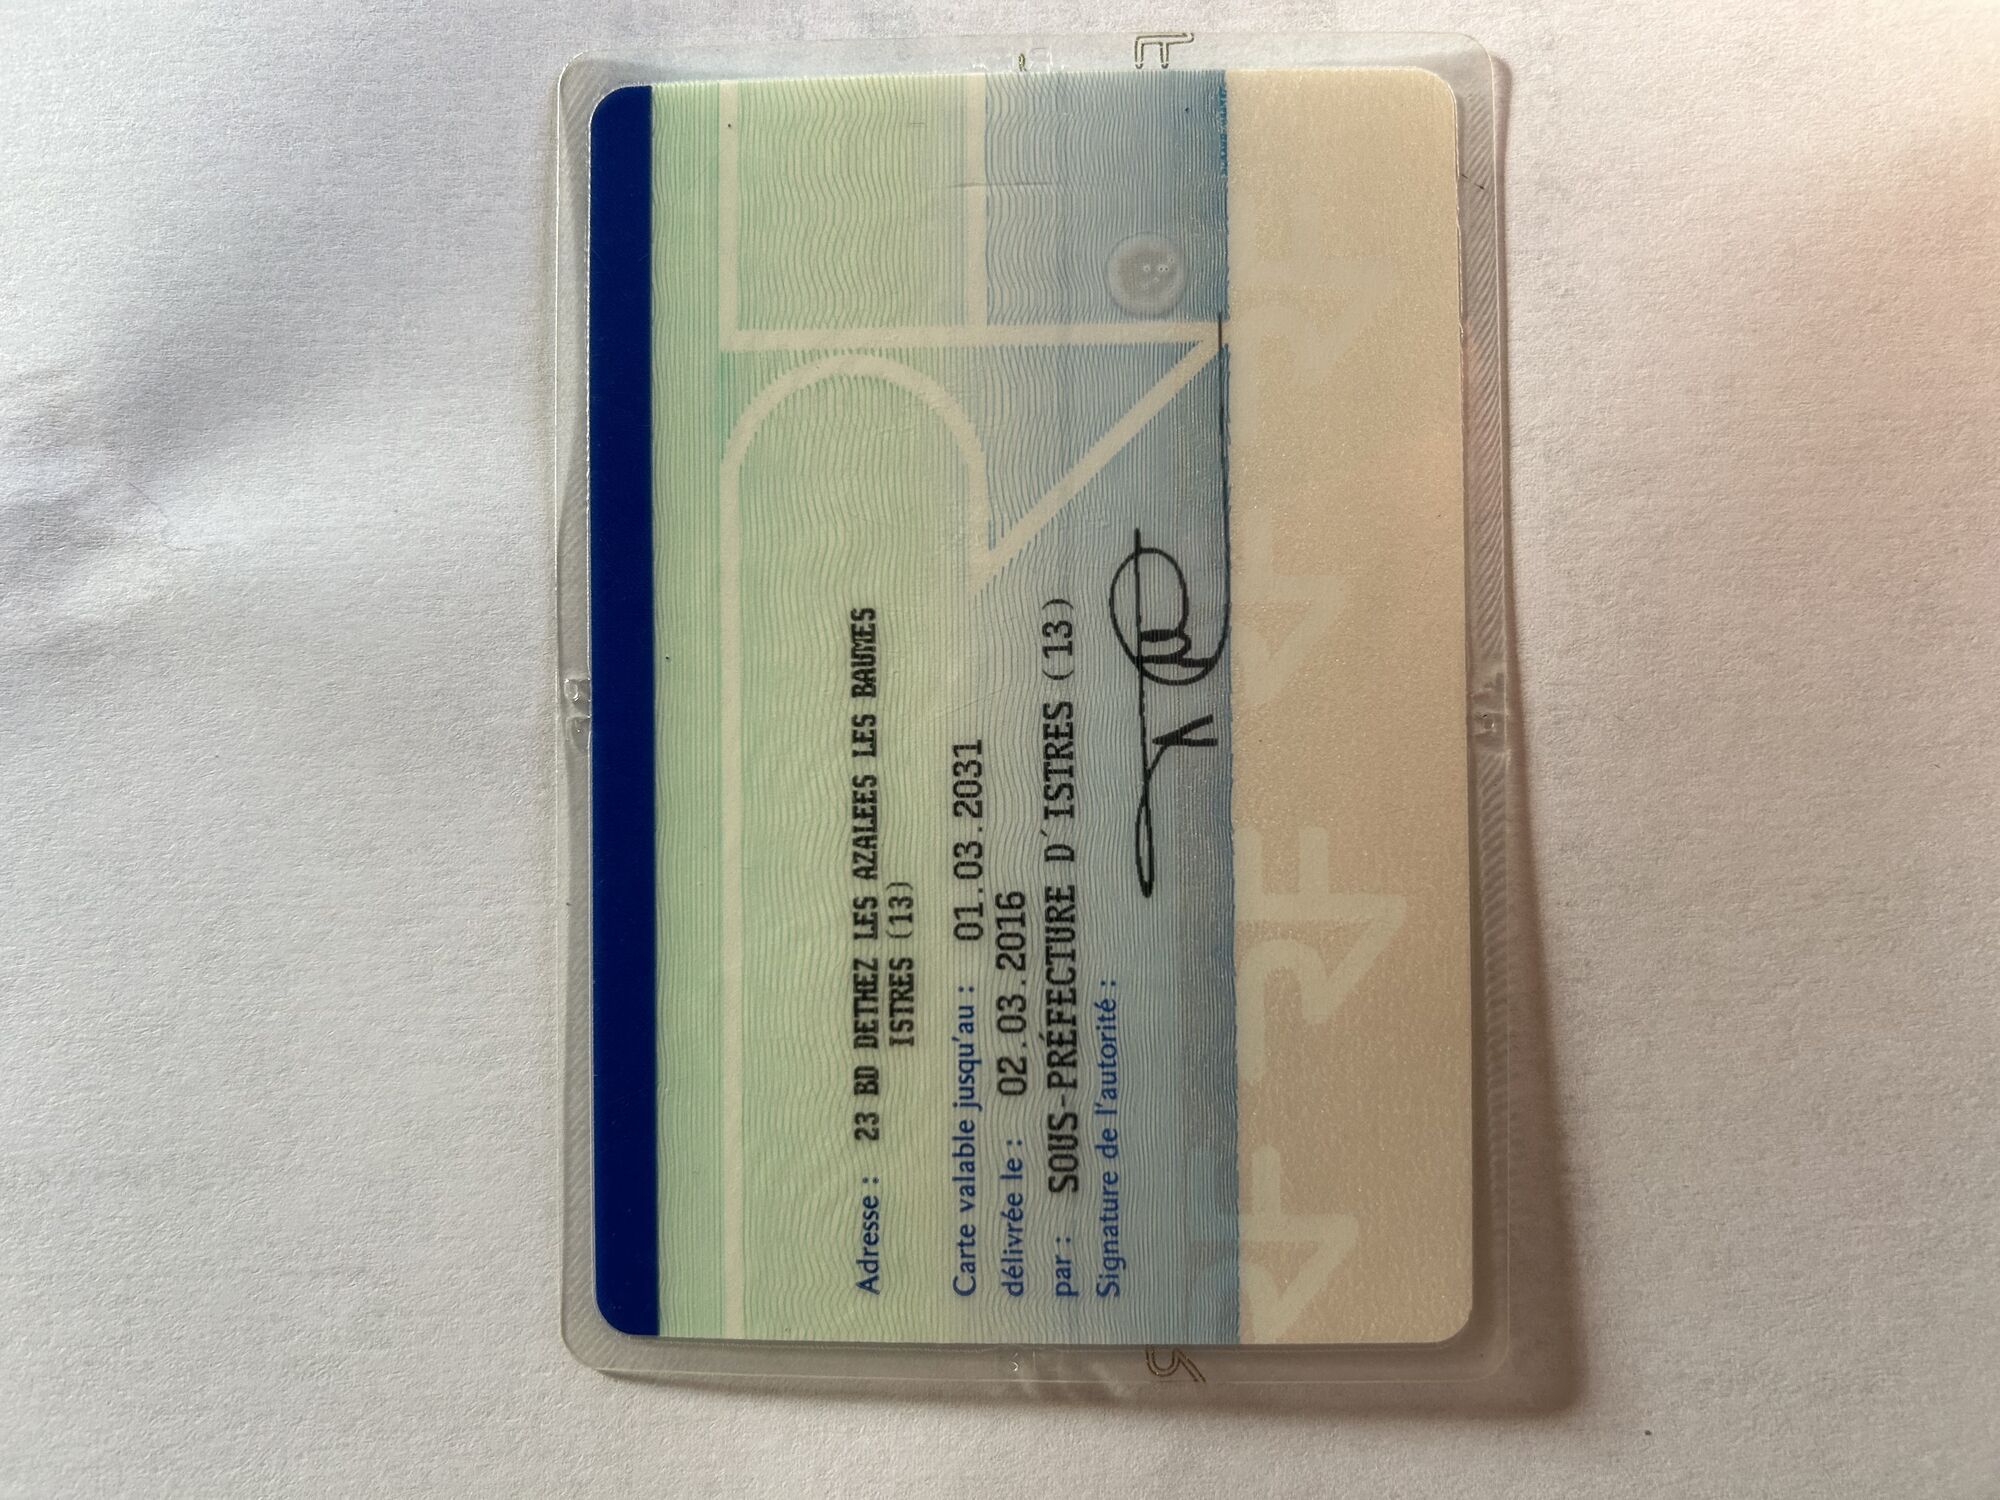 Adresse : 23 BD DETHEZ LES AZALEES LES BAUMES
ISTRES (13)
Carte valable jusqu'au : 01.03.2031
délivrée le : 02.03.2016
par : SOUS-PRÉFECTURE D'ISTRES (13)
Signature de l'autorité :